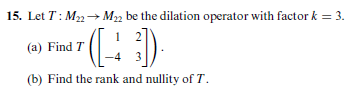 15. Let T: M22 → M22 be the dilation operator with factor k = 3.
(a) Find T([1 2
-4 3]).
(b) Find the rank and nullity of T.